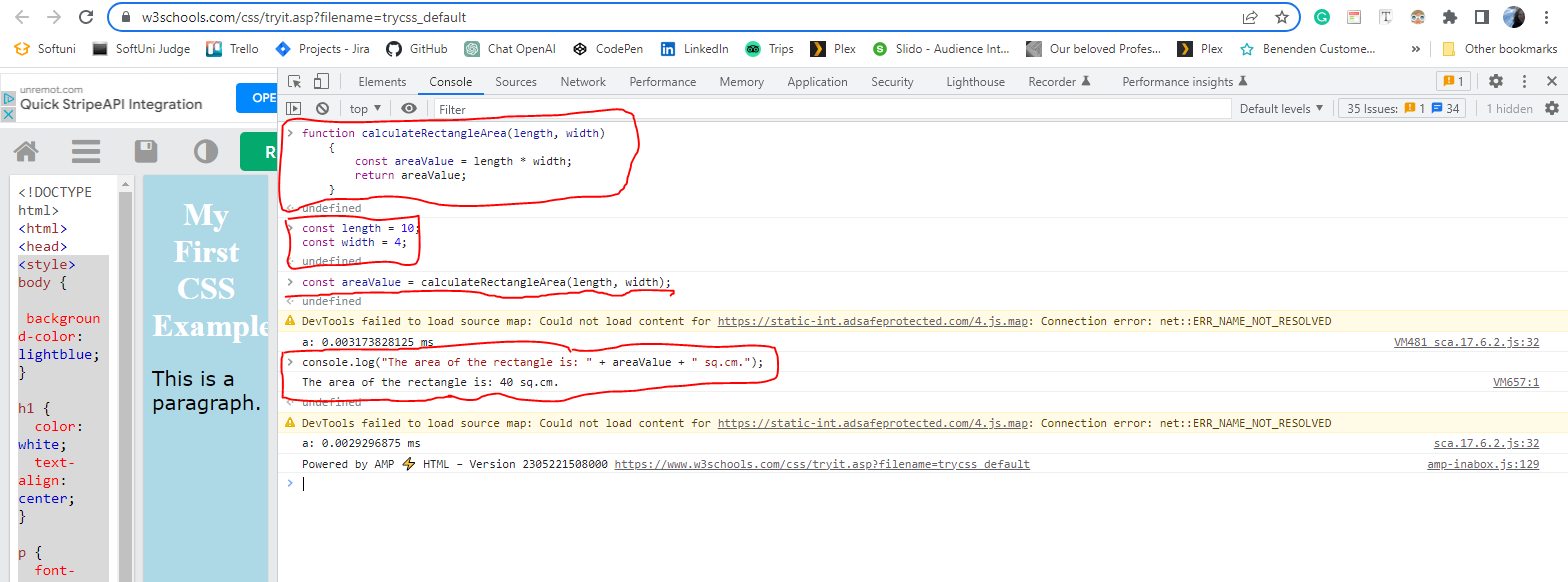 w3schools.com/css/tryit.asp?filename=trycss_default
Softuni SoftUni Judge Trello Projects - Jira GitHub Chat OpenAI CodePen LinkedIn Trips Plex Slido - Audience Int... Our beloved Profes... Plex Benenden Custome... » Other bookmarks
unremot.com
Quick StripeAPI Integration
OPE
R
<!DOCTYPE
html>
<html>
<head>
<style>
body {
backgroun
d-color:
lightblue;
}
h1 {
color:
white;
text-
align:
center;
}
p {
font-
My
First
CSS
Example
This is a
paragraph.
Elements Console Sources Network Performance Memory Application Security Lighthouse Recorder Performance insights 1
top ▼ Filter Default levels ▼ 35 Issues: 1 34 1 hidden
> function calculateRectangleArea(length, width)
{
const areaValue = length * width;
return areaValue;
}
undefined
const length = 10;
const width = 4;
undefined
> const areaValue = calculateRectangleArea(length, width);
undefined
DevTools failed to load source map: Could not load content for https://static-int.adsafeprotected.com/4.js.map: Connection error: net::ERR_NAME_NOT_RESOLVED
a: 0.003173828125 ms VM481 sca.17.6.2.js:32
> console.log("The area of the rectangle is: " + areaValue + " sq.cm.");
The area of the rectangle is: 40 sq.cm. VM657:1
undefined
DevTools failed to load source map: Could not load content for https://static-int.adsafeprotected.com/4.js.map: Connection error: net::ERR_NAME_NOT_RESOLVED
a: 0.0029296875 ms sca.17.6.2.js:32
Powered by AMP ⚡ HTML – Version 2305221508000 https://www.w3schools.com/css/tryit.asp?filename=trycss_default amp-inabox.js:129
>